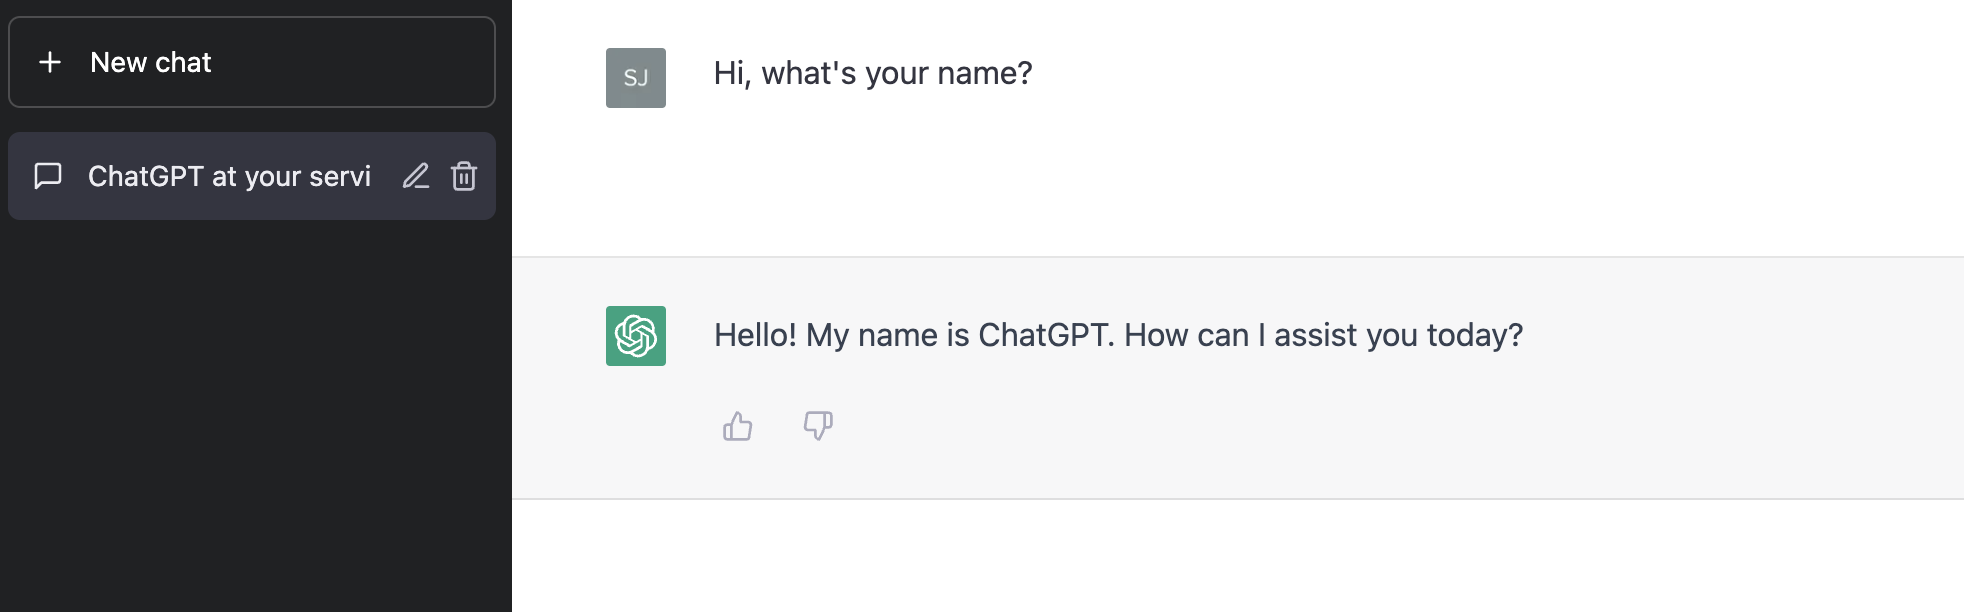 New chat
ChatGPT at your servi
SJ
Hi, what's your name?
Hello! My name is ChatGPT. How can I assist you today?